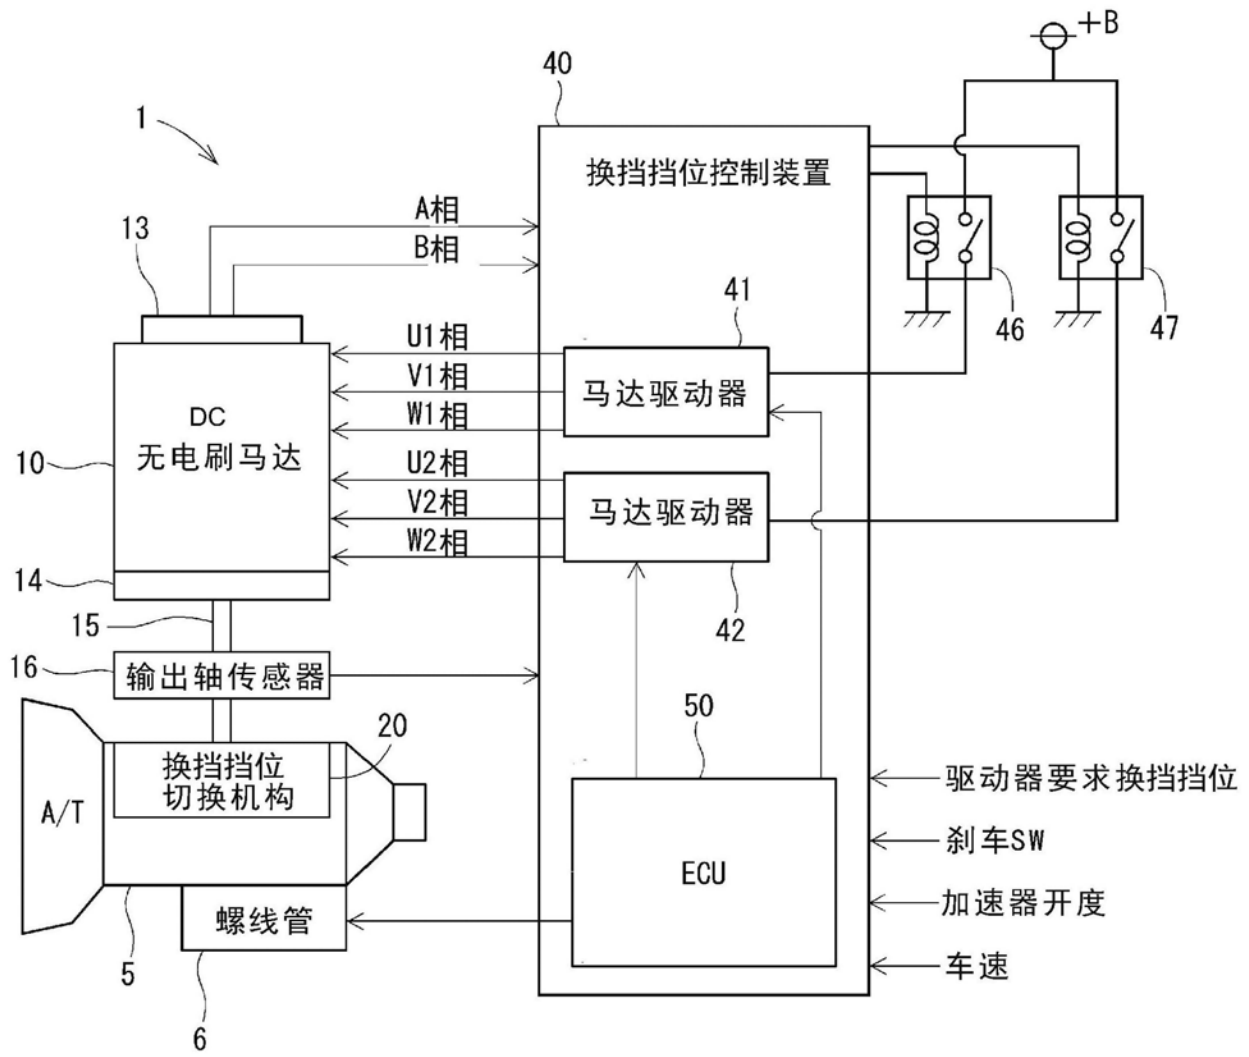 +B
40
1
换挡挡位控制装置
A相
13
B相
41
46
47
U1相
V1相
马达驱动器
DC
W1相
无电刷马达
10
U2相
V2相
马达驱动器
W2相
14
15
42
16
输出轴传感器
50
20
换挡挡位
切换机构
驱动器要求换挡挡位
A/T
刹车SW
ECU
加速器开度
螺线管
5
车速
6